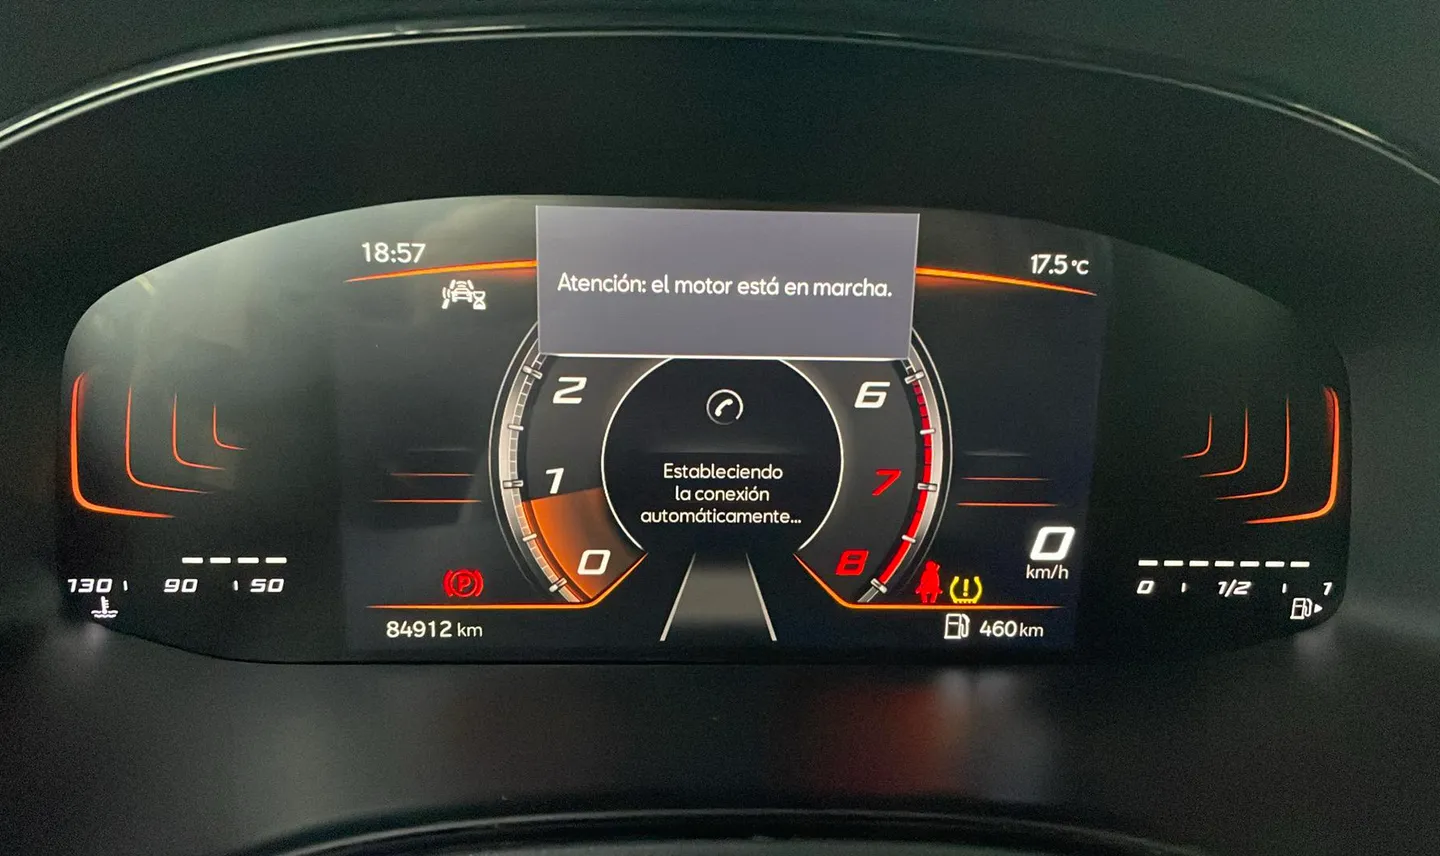 18:57
17.5°C
Atención: el motor está en marcha.
2
6
1
7
0
8
Estableciendo
la conexión
automáticamente...
0
km/h
130 90 50
P
!
0 1/2 1
84912 km
460 km